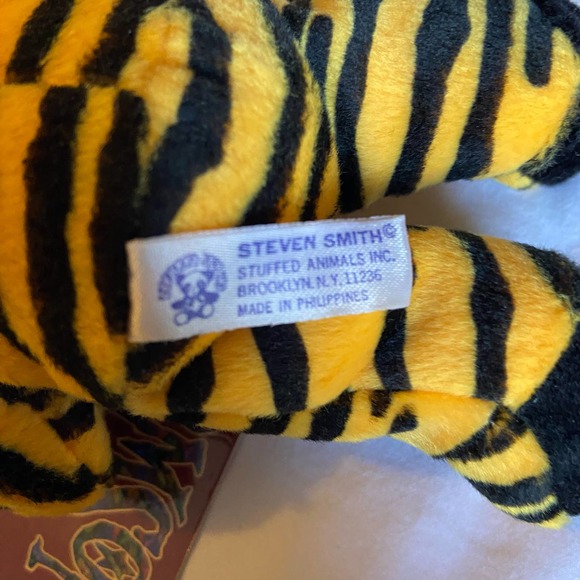 STEVEN SMITH©
STUFFED ANIMALS INC.
BROOKLYN. N.Y. 11236
MADE IN PHILIPPINES